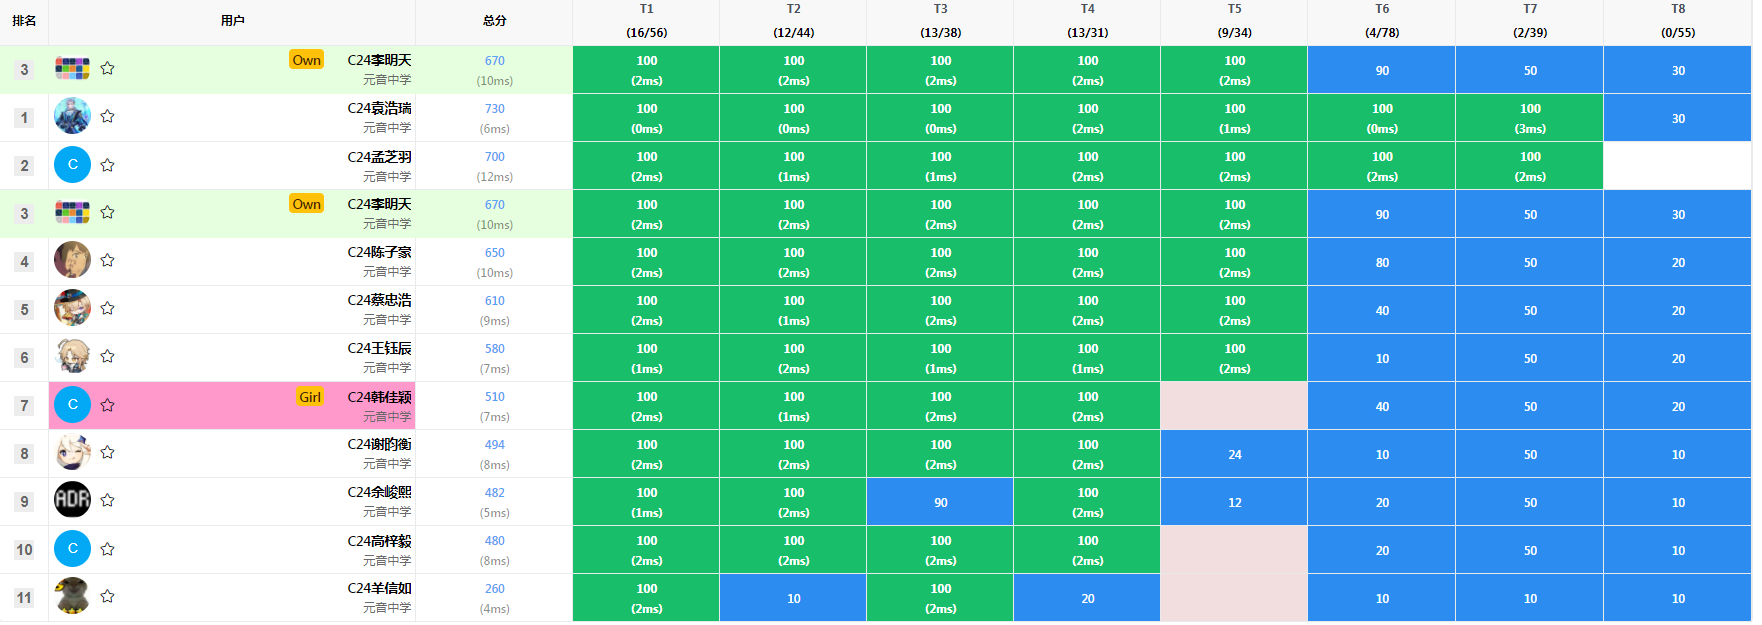 排名 用户 总分 T1 (16/56) T2 (12/44) T3 (13/38) T4 (13/31) T5 (9/34) T6 (4/78) T7 (2/39) T8 (0/55)
3 Own C24李明天 670 100 100 100 100 100 90 50 30
元音中学 (10ms) (2ms) (2ms) (2ms) (2ms) (2ms)
1 C24袁浩瑞 730 100 100 100 100 100 100 100 30
元音中学 (6ms) (0ms) (0ms) (0ms) (2ms) (1ms) (0ms) (3ms)
2 C C24孟芝羽 700 100 100 100 100 100 100 100
元音中学 (12ms) (2ms) (1ms) (1ms) (2ms) (2ms) (2ms) (2ms)
3 Own C24李明天 670 100 100 100 100 100 90 50 30
元音中学 (10ms) (2ms) (2ms) (2ms) (2ms) (2ms)
4 C24陈子豪 650 100 100 100 100 100 80 50 20
元音中学 (10ms) (2ms) (2ms) (2ms) (2ms) (2ms)
5 C24蔡忠浩 610 100 100 100 100 100 40 50 20
元音中学 (9ms) (2ms) (1ms) (2ms) (2ms) (2ms)
6 C24王钰辰 580 100 100 100 100 100 10 50 20
元音中学 (7ms) (1ms) (2ms) (1ms) (1ms) (2ms)
7 C Girl C24韩佳颖 510 100 100 100 100 40 50 20
元音中学 (7ms) (2ms) (1ms) (2ms) (2ms)
8 C24谢昀衡 494 100 100 100 100 24 10 50 10
元音中学 (8ms) (2ms) (2ms) (2ms) (2ms)
9 ADR C24余峻熙 482 100 100 90 100 12 20 50 10
元音中学 (5ms) (1ms) (2ms) (2ms)
10 C C24高梓毅 480 100 100 100 100 20 50 10
元音中学 (8ms) (2ms) (2ms) (2ms) (2ms)
11 C24羊信如 260 100 10 100 20 10 10 10
元音中学 (4ms) (2ms) (2ms)